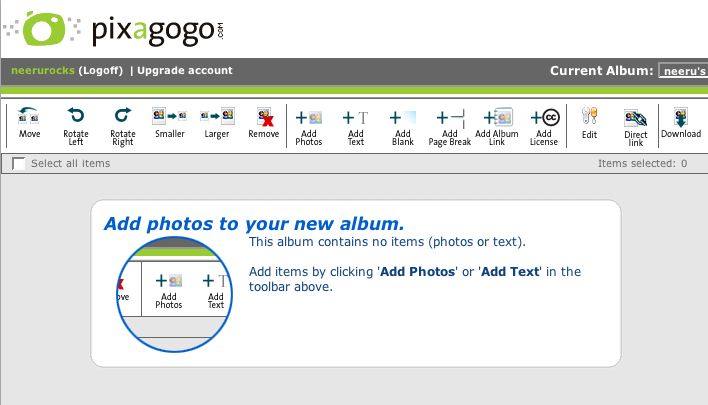 pixagogo.com
neerurocks (Logoff) | Upgrade account
Current Album: neeru's
Move
Rotate Left
Rotate Right
Smaller
Larger
Remove
Add Photos
Add Text
Add Blank
Add Page Break
Add Album Link
Add License
Edit
Direct link
Download
Select all items
Items selected: 0
Add photos to your new album.
This album contains no items (photos or text).
Add items by clicking 'Add Photos' or 'Add Text' in the
toolbar above.
ove
Add Photos
Add Text